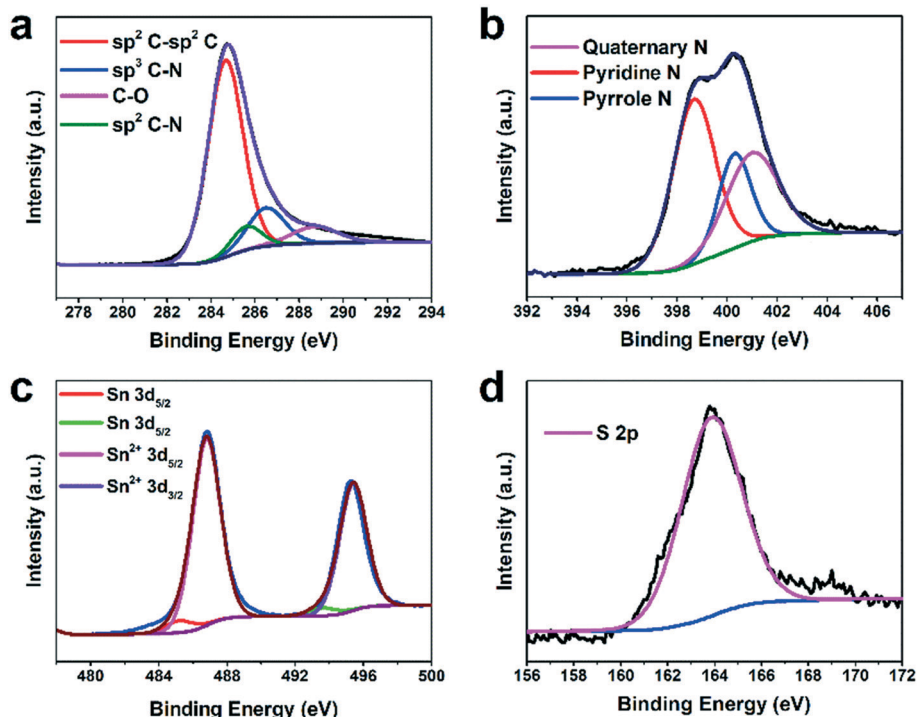 a
sp² C-sp² C
sp³ C-N
C-O
sp² C-N
Intensity (a.u.)
278 280 282 284 286 288 290 292 294
Binding Energy (eV)
b
Quaternary N
Pyridine N
Pyrrole N
Intensity (a.u.)
392 394 396 398 400 402 404 406
Binding Energy (eV)
c
Sn 3d5/2
Sn 3d5/2
Sn²⁺ 3d5/2
Sn²⁺ 3d3/2
Intensity (a.u.)
480 484 488 492 496 500
Binding Energy (eV)
d
S 2p
Intensity (a.u.)
156 158 160 162 164 166 168 170 172
Binding Energy (eV)